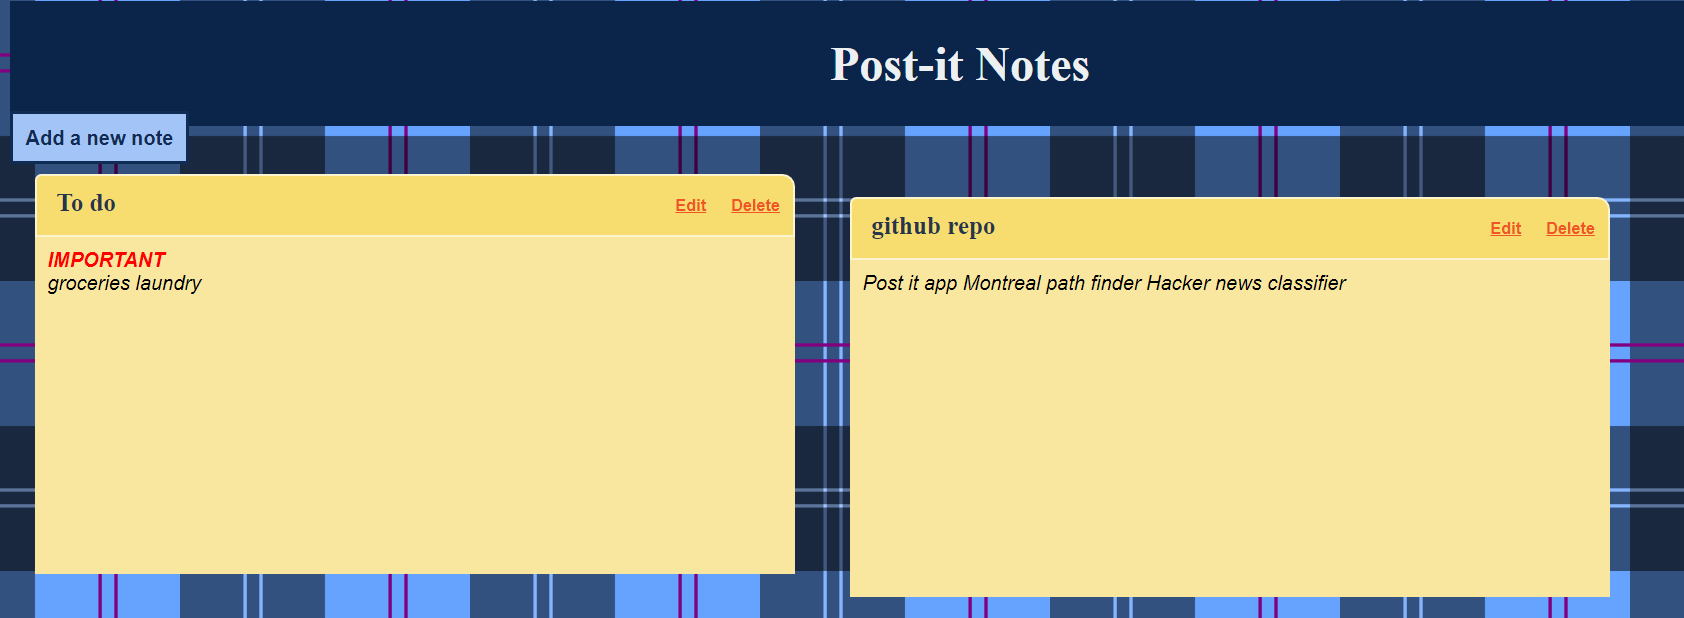 Post-it Notes
Add a new note
To do
Edit Delete
IMPORTANT
groceries laundry
github repo
Edit Delete
Post it app Montreal path finder Hacker news classifier